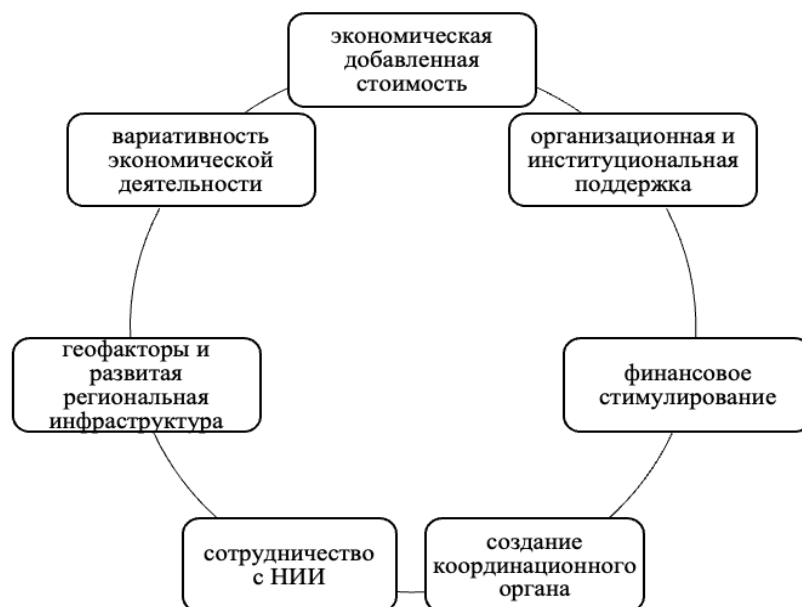 экономическая
добавленная
стоимость
организационная и
институциональная
поддержка
финансовое
стимулирование
создание
координационного
органа
сотрудничество
с НИИ
геофакторы и
развитая
региональная
инфраструктура
вариативность
экономической
деятельности